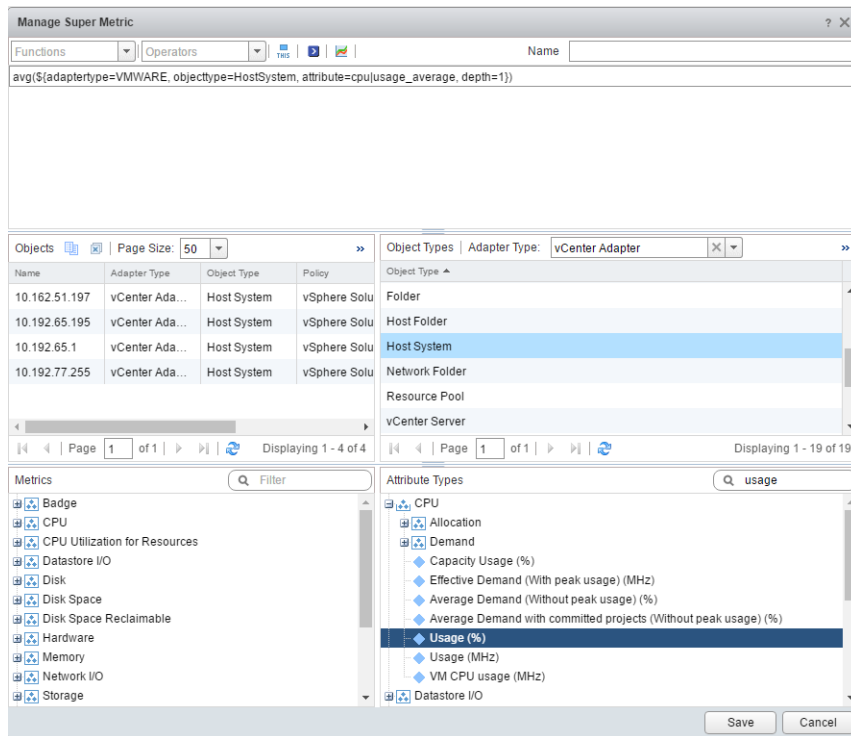 Manage Super Metric ?
Functions Operators THIS Name
avg(${adaptertype=VMWARE, objecttype=HostSystem, attribute=cpu|usage_average, depth=1})
Objects Page Size: 50 »
Name Adapter Type Object Type Policy
10.162.51.197 vCenter Ada... Host System vSphere Solu
10.192.65.195 vCenter Ada... Host System vSphere Solu
10.192.65.1 vCenter Ada... Host System vSphere Solu
10.192.77.255 vCenter Ada... Host System vSphere Solu
Page 1 of 1 Displaying 1 - 4 of 4
Object Types Adapter Type: vCenter Adapter »
Object Type
Folder
Host Folder
Host System
Network Folder
Resource Pool
vCenter Server
Page 1 of 1 Displaying 1 - 19 of 19
Metrics Filter
Badge
CPU
CPU Utilization for Resources
Datastore I/O
Disk
Disk Space
Disk Space Reclaimable
Hardware
Memory
Network I/O
Storage
Attribute Types usage
CPU
Allocation
Demand
Capacity Usage (%)
Effective Demand (With peak usage) (MHz)
Average Demand (Without peak usage) (%)
Average Demand with committed projects (Without peak usage) (%)
Usage (%)
Usage (MHz)
VM CPU usage (MHz)
Datastore I/O
Save Cancel